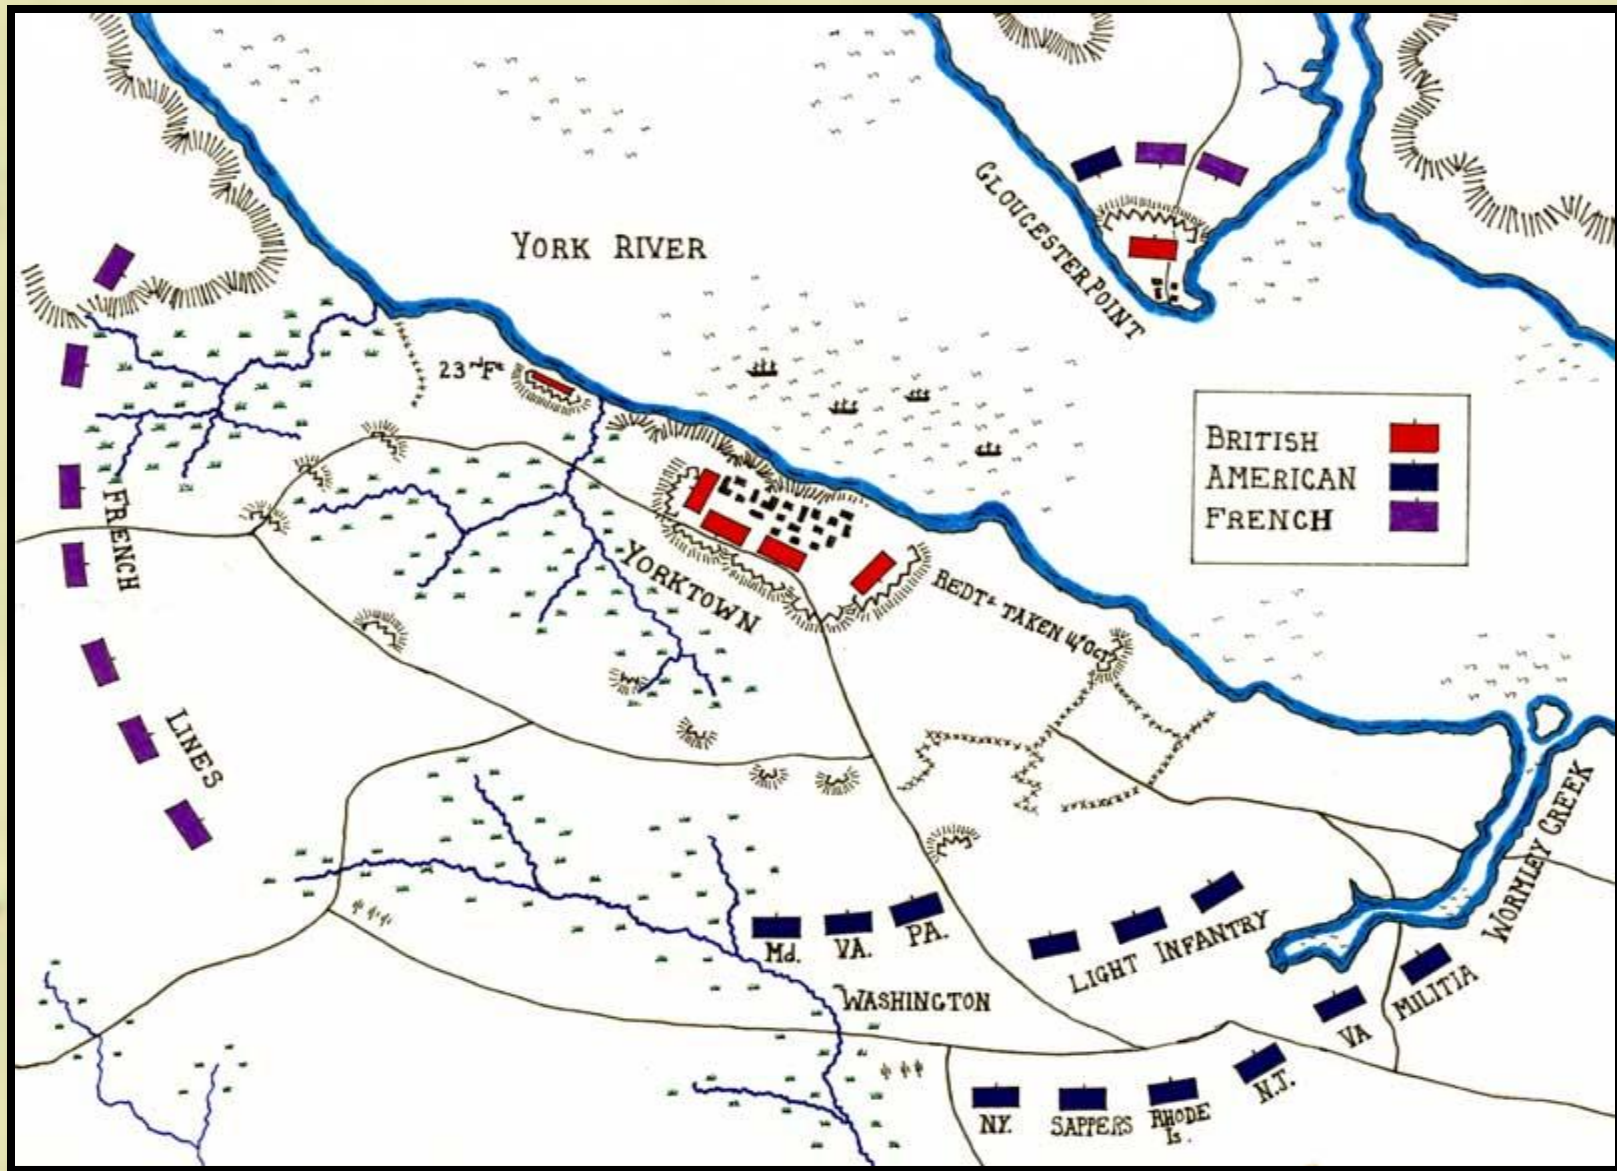 YORK RIVER
GLOUCESTER POINT
23rd Ft
BRITISH
AMERICAN
FRENCH
FRENCH
LINES
YORKTOWN
REDTs TAKEN 14 Oct
Md.
VA.
PA.
LIGHT INFANTRY
WORMLEY CREEK
WASHINGTON
VA MILITIA
NY.
SAPPERS
RHODE
Is.
N.J.